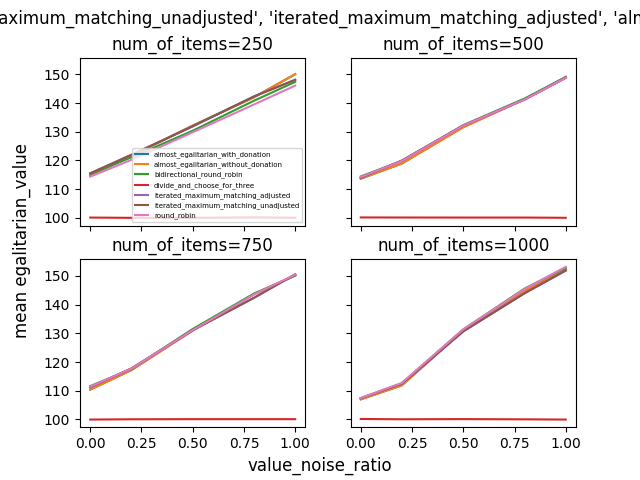 aximum_matching_unadjusted', 'iterated_maximum_matching_adjusted', 'alm
num_of_items=250
num_of_items=500
150
140
130
120
110
100
almost_egalitarian_with_donation
almost_egalitarian_without_donation
bidirectional_round_robin
divide_and_choose_for_three
iterated_maximum_matching_adjusted
iterated_maximum_matching_unadjusted
round_robin
mean egalitarian_value
num_of_items=750
num_of_items=1000
150
140
130
120
110
100
0.00 0.25 0.50 0.75 1.00
0.00 0.25 0.50 0.75 1.00
value_noise_ratio